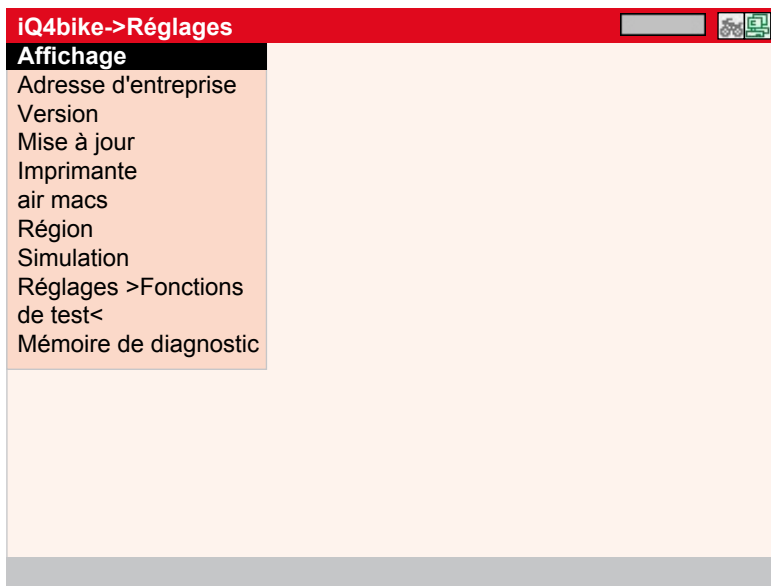 iQ4bike->Réglages
Affichage
Adresse d'entreprise
Version
Mise à jour
Imprimante
air macs
Région
Simulation
Réglages >Fonctions
de test<
Mémoire de diagnostic